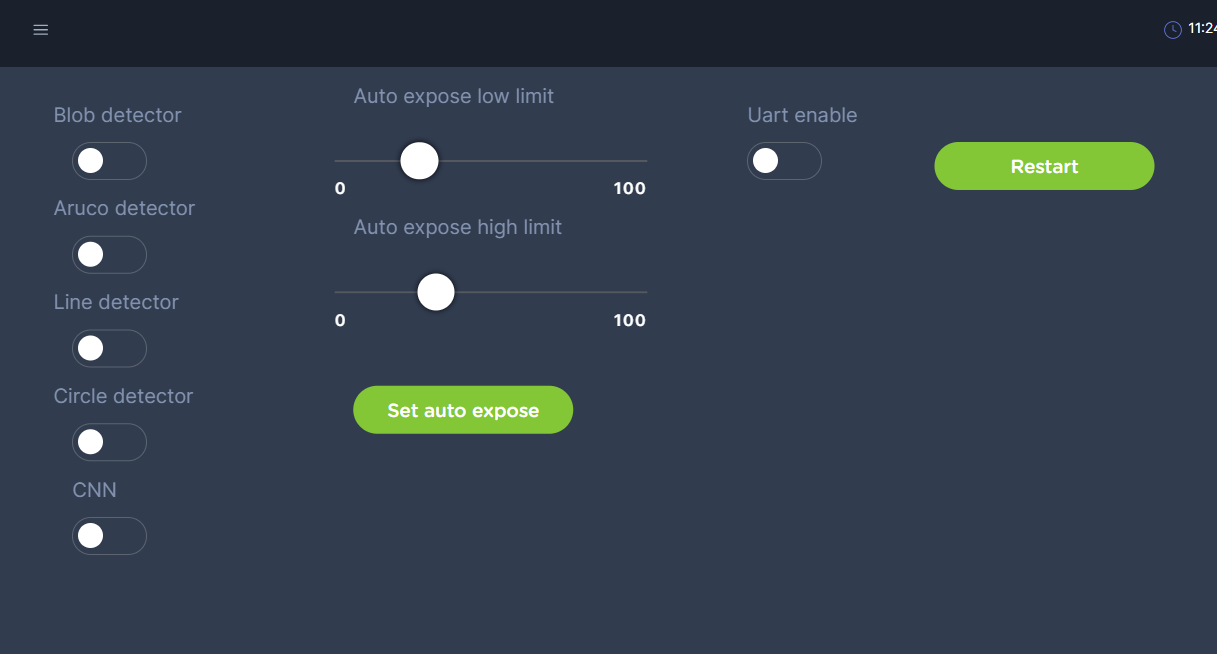 11:24
Blob detector
Aruco detector
Line detector
Circle detector
CNN
Auto expose low limit
0 100
Auto expose high limit
0 100
Set auto expose
Uart enable
Restart